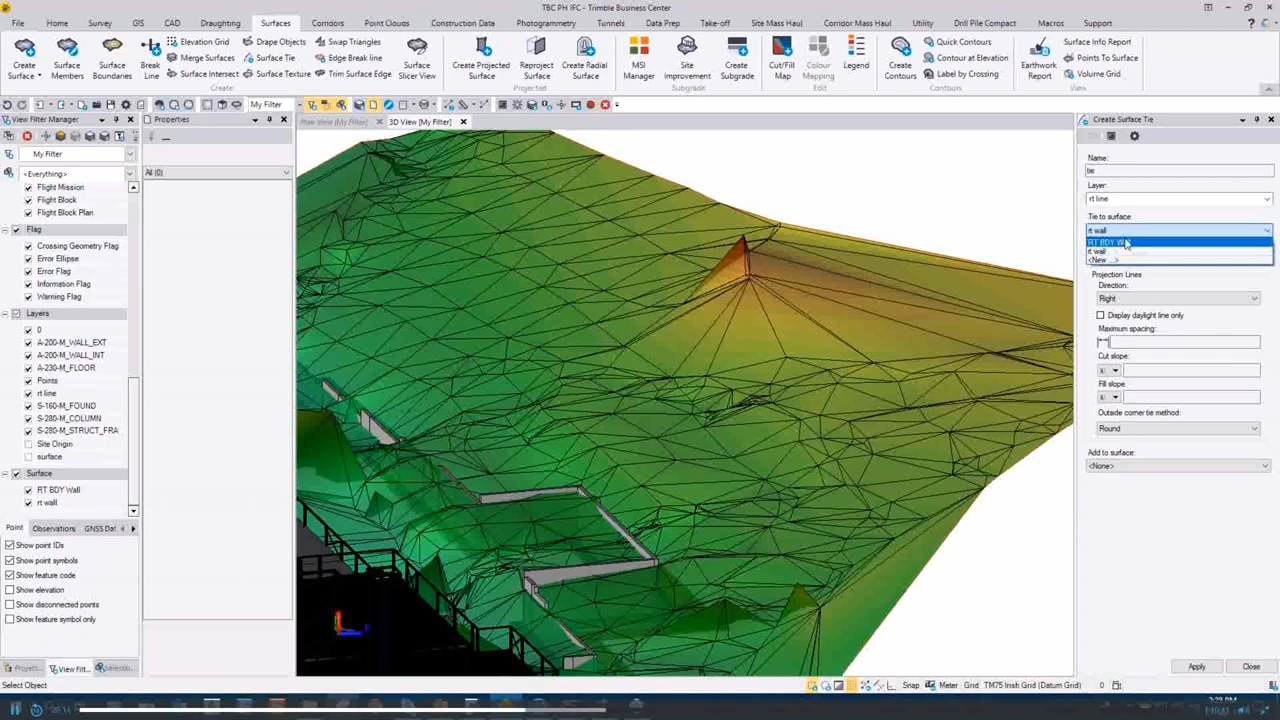 TBC PH IFC - Trimble Business Center
File Home Survey GIS CAD Draughting Surfaces Corridors Point Clouds Construction Data Photogrammetry Tunnels Data Prep Take-off Site Mass Haul Corridor Mass Haul Utility Drill Pile Compact Macros Support
Create Surface
Surface Members
Surface Boundaries
Break Line
Elevation Grid
Merge Surfaces
Surface Intersect
Drape Objects
Surface Tie
Surface Texture
Swap Triangles
Edge Break line
Trim Surface Edge
Surface Slicer View
Create Projected Surface
Reproject Surface
Create Radial Surface
MSI Manager
Site Improvement
Create Subgrade
Cut/Fill Map
Colour Mapping
Legend
Create Contours
Quick Contours
Contour at Elevation
Label by Crossing
Earthwork Report
Surface Info Report
Points To Surface
Volume Grid
Create Projected Subgrade Edit Contours View
My Filter
View Filter Manager
Properties
Plan View [My Filter] 3D View [My Filter]
Create Surface Tie
My Filter
<Everything>
All (0)
Flight Mission
Flight Block
Flight Block Plan
Flag
Crossing Geometry Flag
Error Ellipse
Error Flag
Information Flag
Warning Flag
Layers
0
A-200-M_WALL_EXT
A-200-M_WALL_INT
A-230-M_FLOOR
Points
rt line
S-160-M_FOUND
S-280-M_COLUMN
S-280-M_STRUCT_FRA
Site Origin
surface
Surface
RT BDY Wall
rt wall
Point Observations GNSS Dat
Show point IDs
Show point symbols
Show feature code
Show elevation
Show disconnected points
Show feature symbol only
Name:
tie
Layer:
rt line
Tie to surface:
rt wall
RT BDY W
rt wall
<New ...>
Projection Lines
Direction:
Right
Display daylight line only
Maximum spacing:
Cut slope:
Fill slope:
Outside corner tie method:
Round
Add to surface:
<None>
Apply Close
Projec... View Filt... Selectio...
Select Object
Snap Meter Grid TM75 Irish Grid (Datum Grid) 0